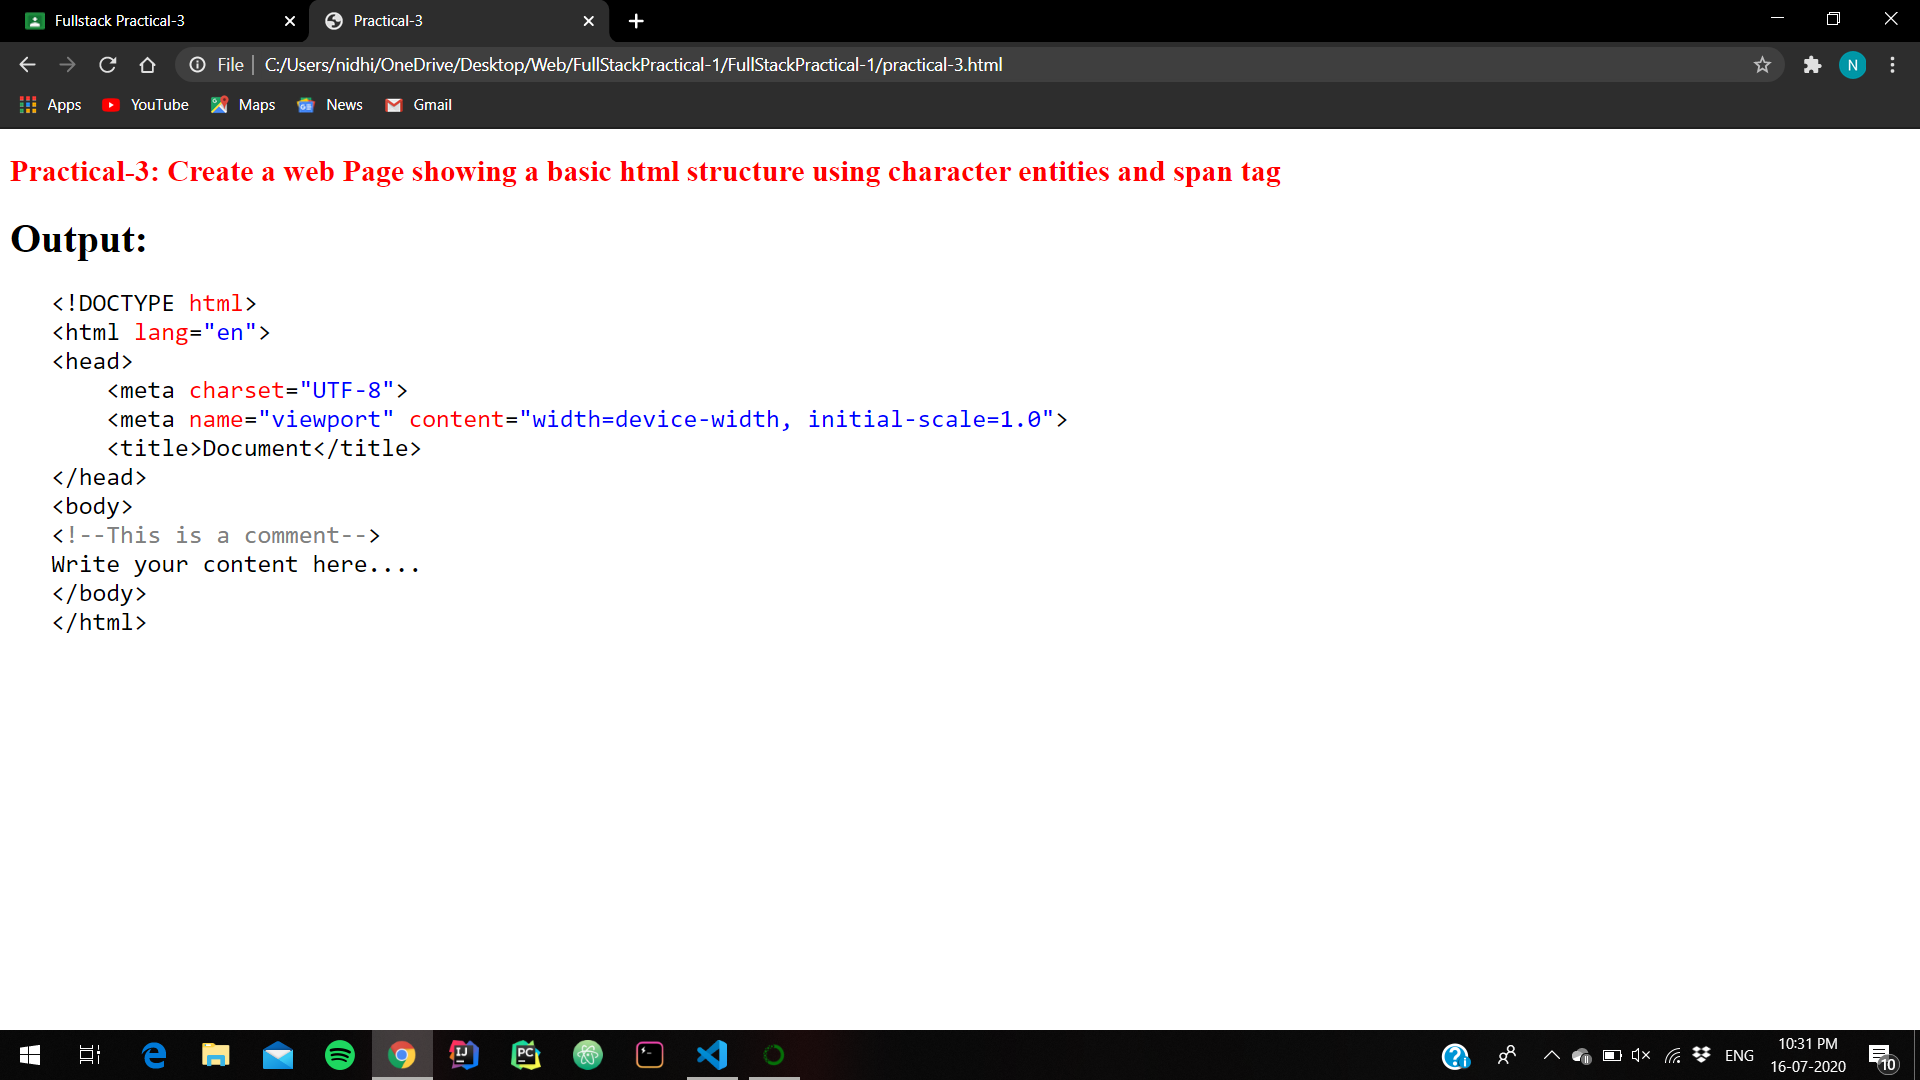 Fullstack Practical-3
Practical-3
File
C:/Users/nidhi/OneDrive/Desktop/Web/FullStackPractical-1/FullStackPractical-1/practical-3.html
N
Apps
YouTube
Maps
News
Gmail
Practical-3: Create a web Page showing a basic html structure using character entities and span tag
Output:
<!DOCTYPE html>
<html lang="en">
<head>
    <meta charset="UTF-8">
    <meta name="viewport" content="width=device-width, initial-scale=1.0">
    <title>Document</title>
</head>
<body>
<!--This is a comment-->
Write your content here....
</body>
</html>
IJ
PC
ENG
10:31 PM
16-07-2020
10